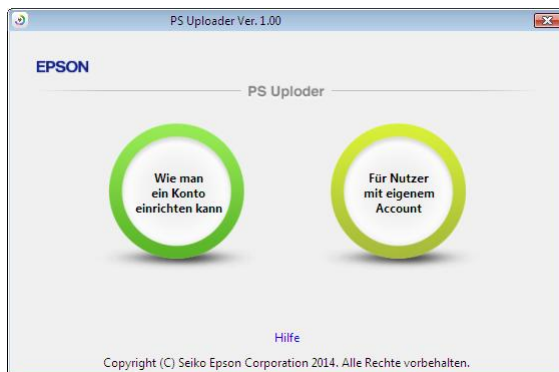 PS Uploader Ver. 1.00
EPSON
PS Uploder
Wie man
ein Konto
einrichten kann
Für Nutzer
mit eigenem
Account
Hilfe
Copyright (C) Seiko Epson Corporation 2014. Alle Rechte vorbehalten.